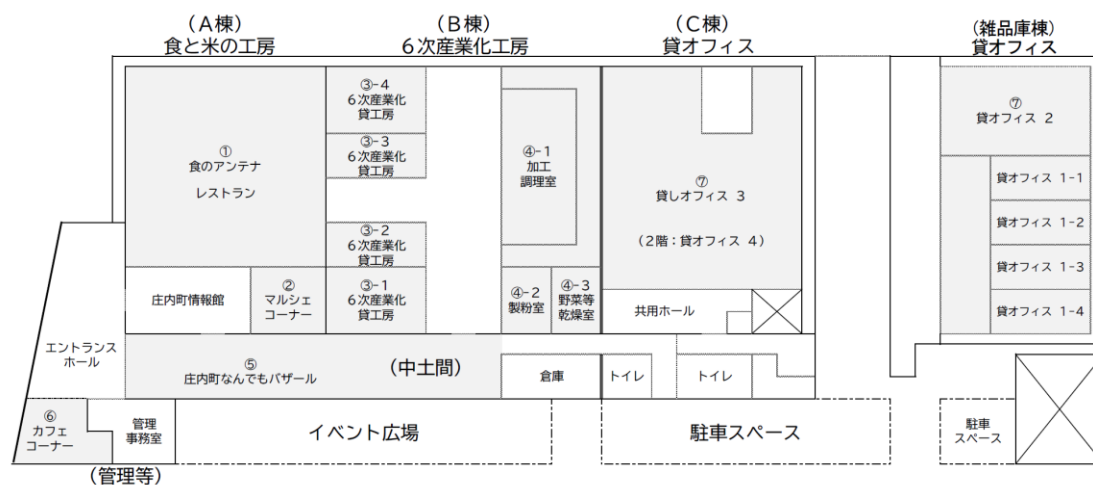 (A棟)
食と米の工房
(B棟)
6次産業化工房
(C棟)
貸オフィス
(雑品庫棟)
貸オフィス
①
食のアンテナ
レストラン
③-4
6次産業化
貸工房
③-3
6次産業化
貸工房
③-2
6次産業化
貸工房
③-1
6次産業化
貸工房
④-1
加工
調理室
④-2
製粉室
④-3
野菜等
乾燥室
⑦
貸しオフィス 3
(2階:貸オフィス 4)
共用ホール
⑦
貸オフィス 2
貸オフィス 1-1
貸オフィス 1-2
貸オフィス 1-3
貸オフィス 1-4
庄内町情報館
②
マルシェ
コーナー
エントランス
ホール
⑤
庄内町なんでもバザール
(中土間)
倉庫
トイレ
トイレ
⑥
カフェ
コーナー
管理
事務室
イベント広場
駐車スペース
駐車
スペース
(管理等)